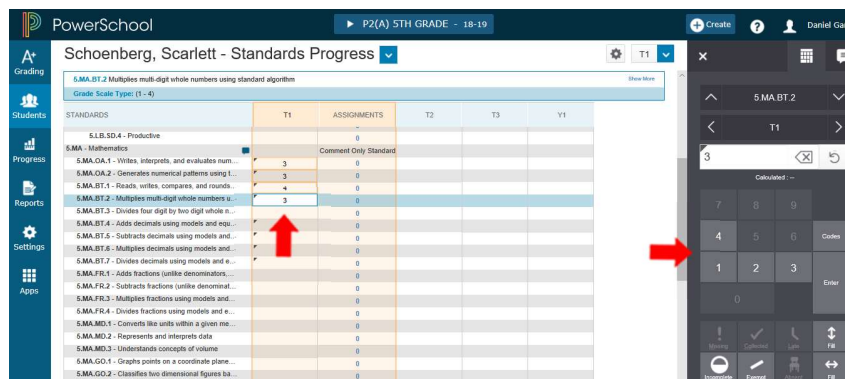 PowerSchool
▶ P2(A) 5TH GRADE - 18-19
Create
?
Daniel Gar
A+
Grading
Students
Progress
Reports
Settings
Apps
Schoenberg, Scarlett - Standards Progress
T1
5.MA.BT.2 Multiplies multi-digit whole numbers using standard algorithm
Show More
Grade Scale Type: (1 - 4)
STANDARDS T1 ASSIGNMENTS T2 T3 Y1
5.LB.SD.4 - Productive 0
5.MA - Mathematics Comment Only Standard
5.MA.OA.1 - Writes, interprets, and evaluates num... 3 0
5.MA.OA.2 - Generates numerical patterns using t... 3 0
5.MA.BT.1 - Reads, writes, compares, and rounds.. 4 0
5.MA.BT.2 - Multiplies multi-digit whole numbers u... 3 0
5.MA.BT.3 - Divides four digit by two digit whole n... 0
5.MA.BT.4 - Adds decimals using models and equ... 0
5.MA.BT.5 - Subtracts decimals using models and... 0
5.MA.BT.6 - Multiplies decimals using models and... 0
5.MA.BT.7 - Divides decimals using models and e... 0
5.MA.FR.1 - Adds fractions (unlike denominators,... 0
5.MA.FR.2 - Subtracts fractions (unlike denominat... 0
5.MA.FR.3 - Multiplies fractions using models and... 0
5.MA.FR.4 - Divides fractions using models and e... 0
5.MA.MD.1 - Converts like units within a given me... 0
5.MA.MD.2 - Represents and interprets data 0
5.MA.MD.3 - Understands concepts of volume 0
5.MA.GO.1 - Graphs points on a coordinate plane... 0
5.MA.GO.2 - Classifies two dimensional figures ba... 0
5.MA.BT.2
T1
3
Calculated : --
7 8 9
4 5 6 Codes
1 2 3
Enter
0
Missing Collected Late Fill
Incomplete Exempt Absent Fill